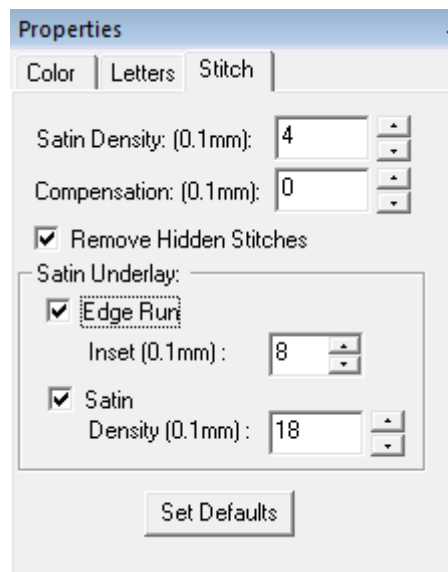 Properties
Color Letters Stitch
Satin Density: (0.1mm): 4
Compensation: (0.1mm): 0
Remove Hidden Stitches
Satin Underlay:
Edge Run
Inset (0.1mm) : 8
Satin
Density (0.1mm) : 18
Set Defaults